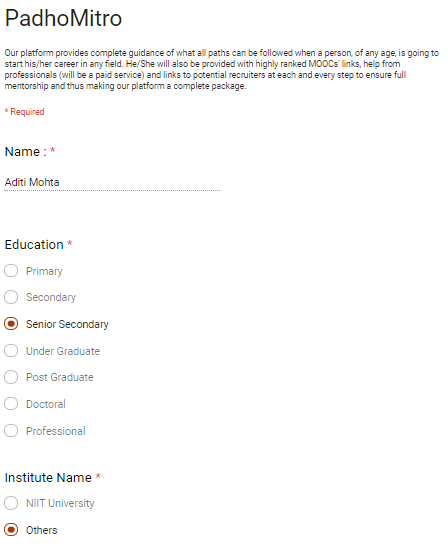 PadhoMitro
Our platform provides complete guidance of what all paths can be followed when a person, of any age, is going to
start his/her career in any field. He/She will also be provided with highly ranked MOOCs' links, help from
professionals (will be a paid service) and links to potential recruiters at each and every step to ensure full
mentorship and thus making our platform a complete package.
* Required
Name : *
Aditi Mohta
Education *
Primary
Secondary
Senior Secondary
Under Graduate
Post Graduate
Doctoral
Professional
Institute Name *
NIIT University
Others